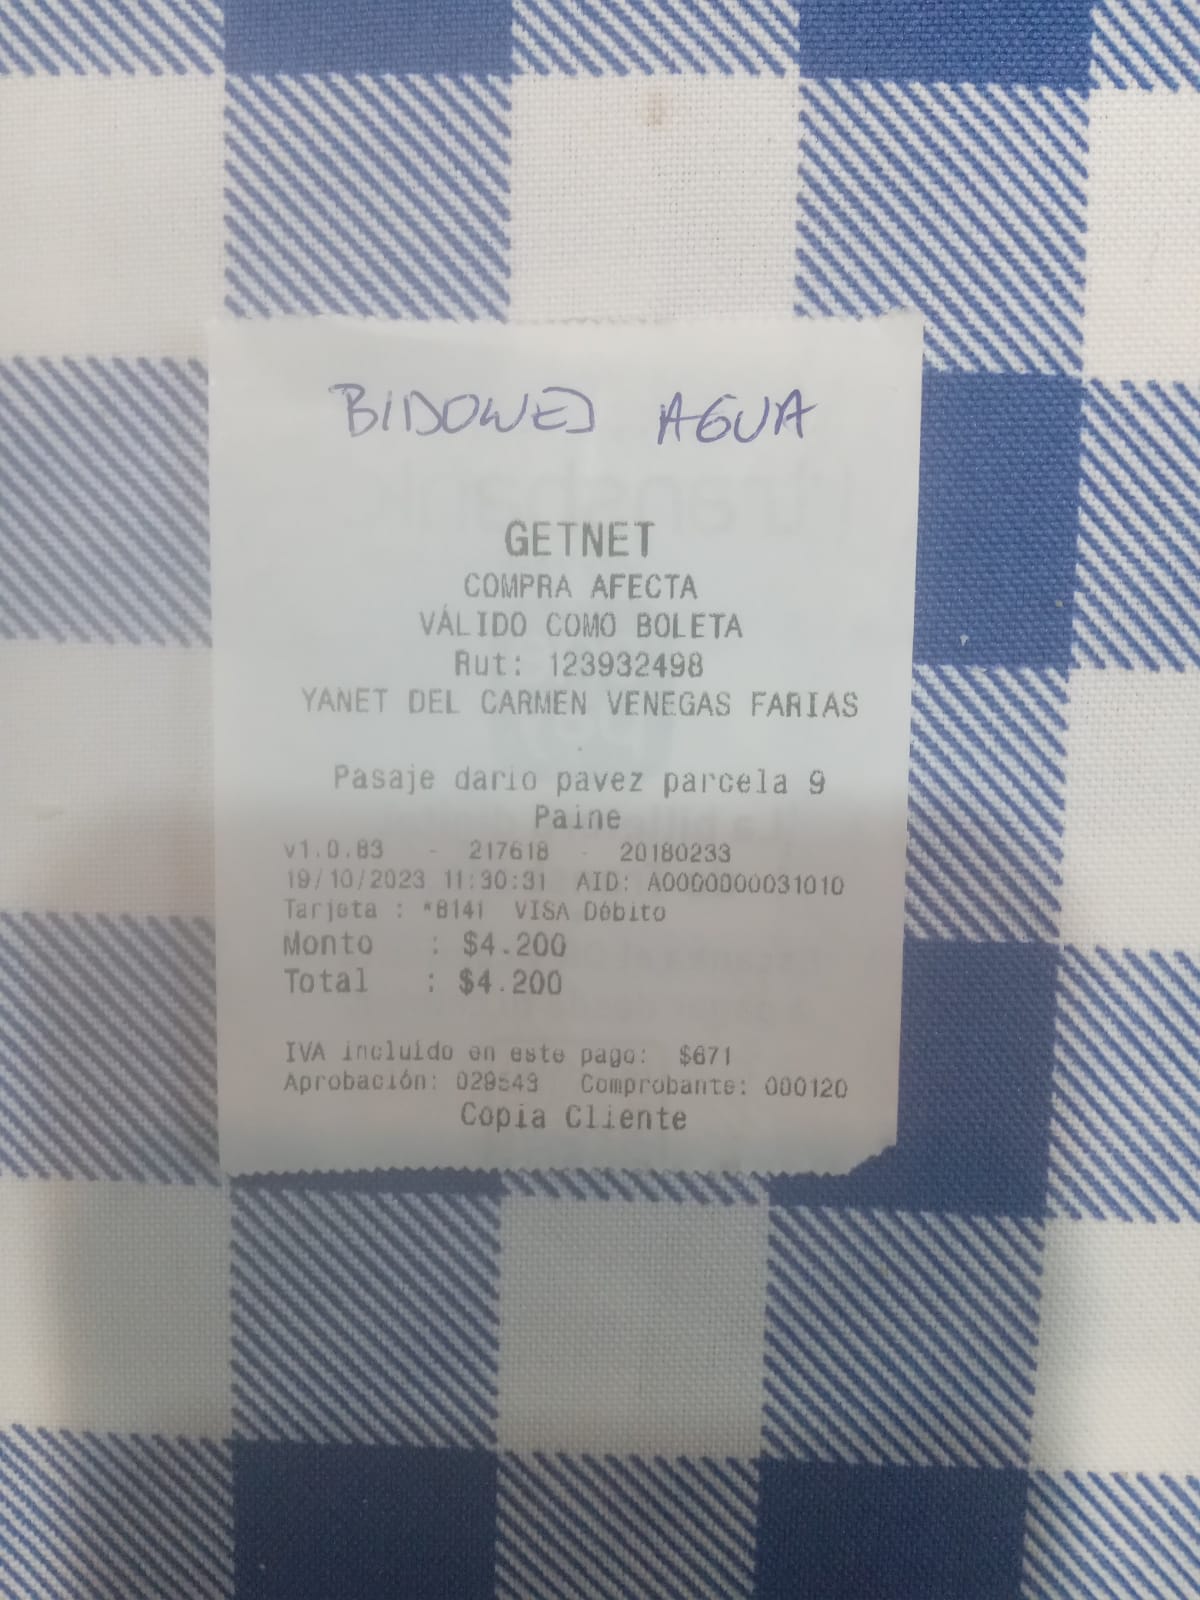 BIDONES AGUA
GETNET
COMPRA AFECTA
VÁLIDO COMO BOLETA
Rut: 123932498
YANET DEL CARMEN VENEGAS FARIAS
Pasaje dario pavez parcela 9
Paine
v1.0.83 - 217618 - 20180233
19/10/2023 11:30:31 AID: A0000000031010
Tarjeta : *8141 VISA Débito
Monto : $4.200
Total : $4.200
IVA incluido en este pago: $671
Aprobación: 029543 Comprobante: 000120
Copia Cliente